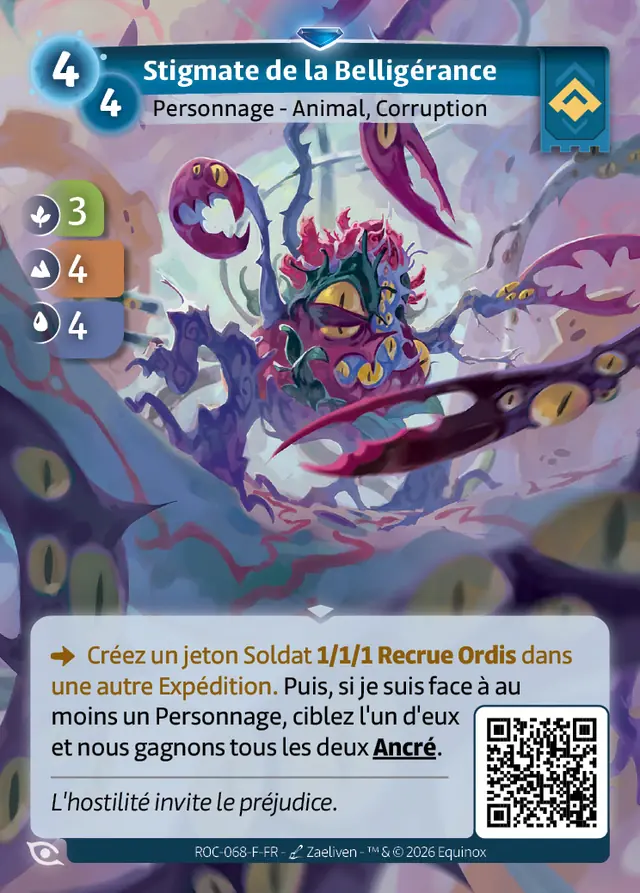 4
4
Stigmate de la Belligérance
Personnage - Animal, Corruption
3
4
4
Créez un jeton Soldat 1/1/1 Recrue Ordis dans
une autre Expédition. Puis, si je suis face à au
moins un Personnage, ciblez l'un d'eux
et nous gagnons tous les deux Ancré.
L'hostilité invite le préjudice.
ROC-068-F-FR - Zaeliven - ™ & © 2026 Equinox